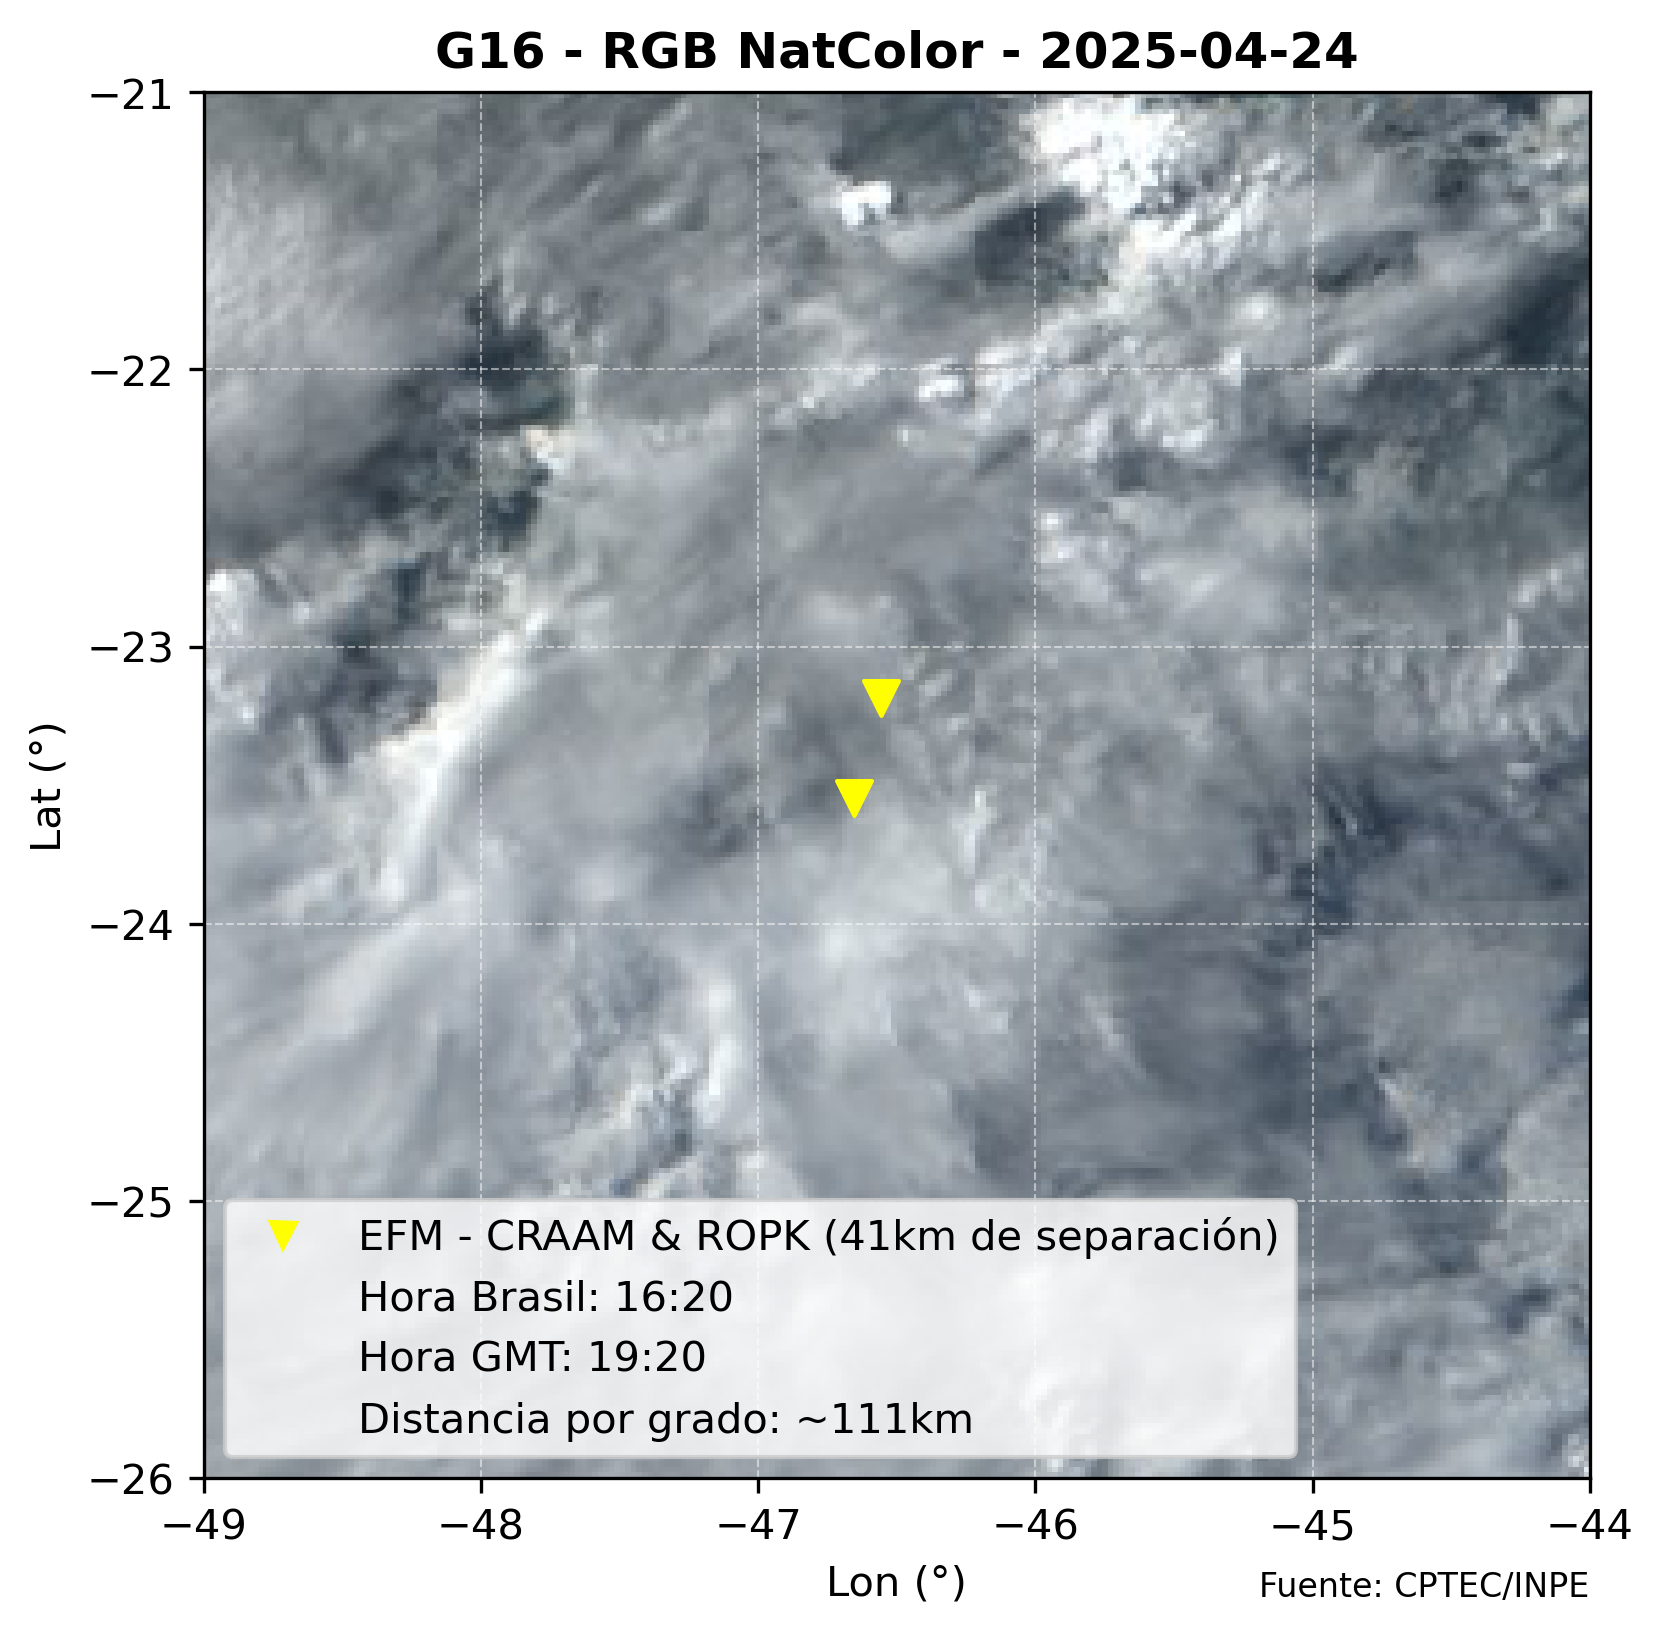 G16 - RGB NatColor - 2025-04-24
−21
−22
−23
−24
−25
−26
Lat (°)
EFM - CRAAM & ROPK (41km de separación)
Hora Brasil: 16:20
Hora GMT: 19:20
Distancia por grado: ~111km
−49 −48 −47 −46 −45 −44
Lon (°)
Fuente: CPTEC/INPE